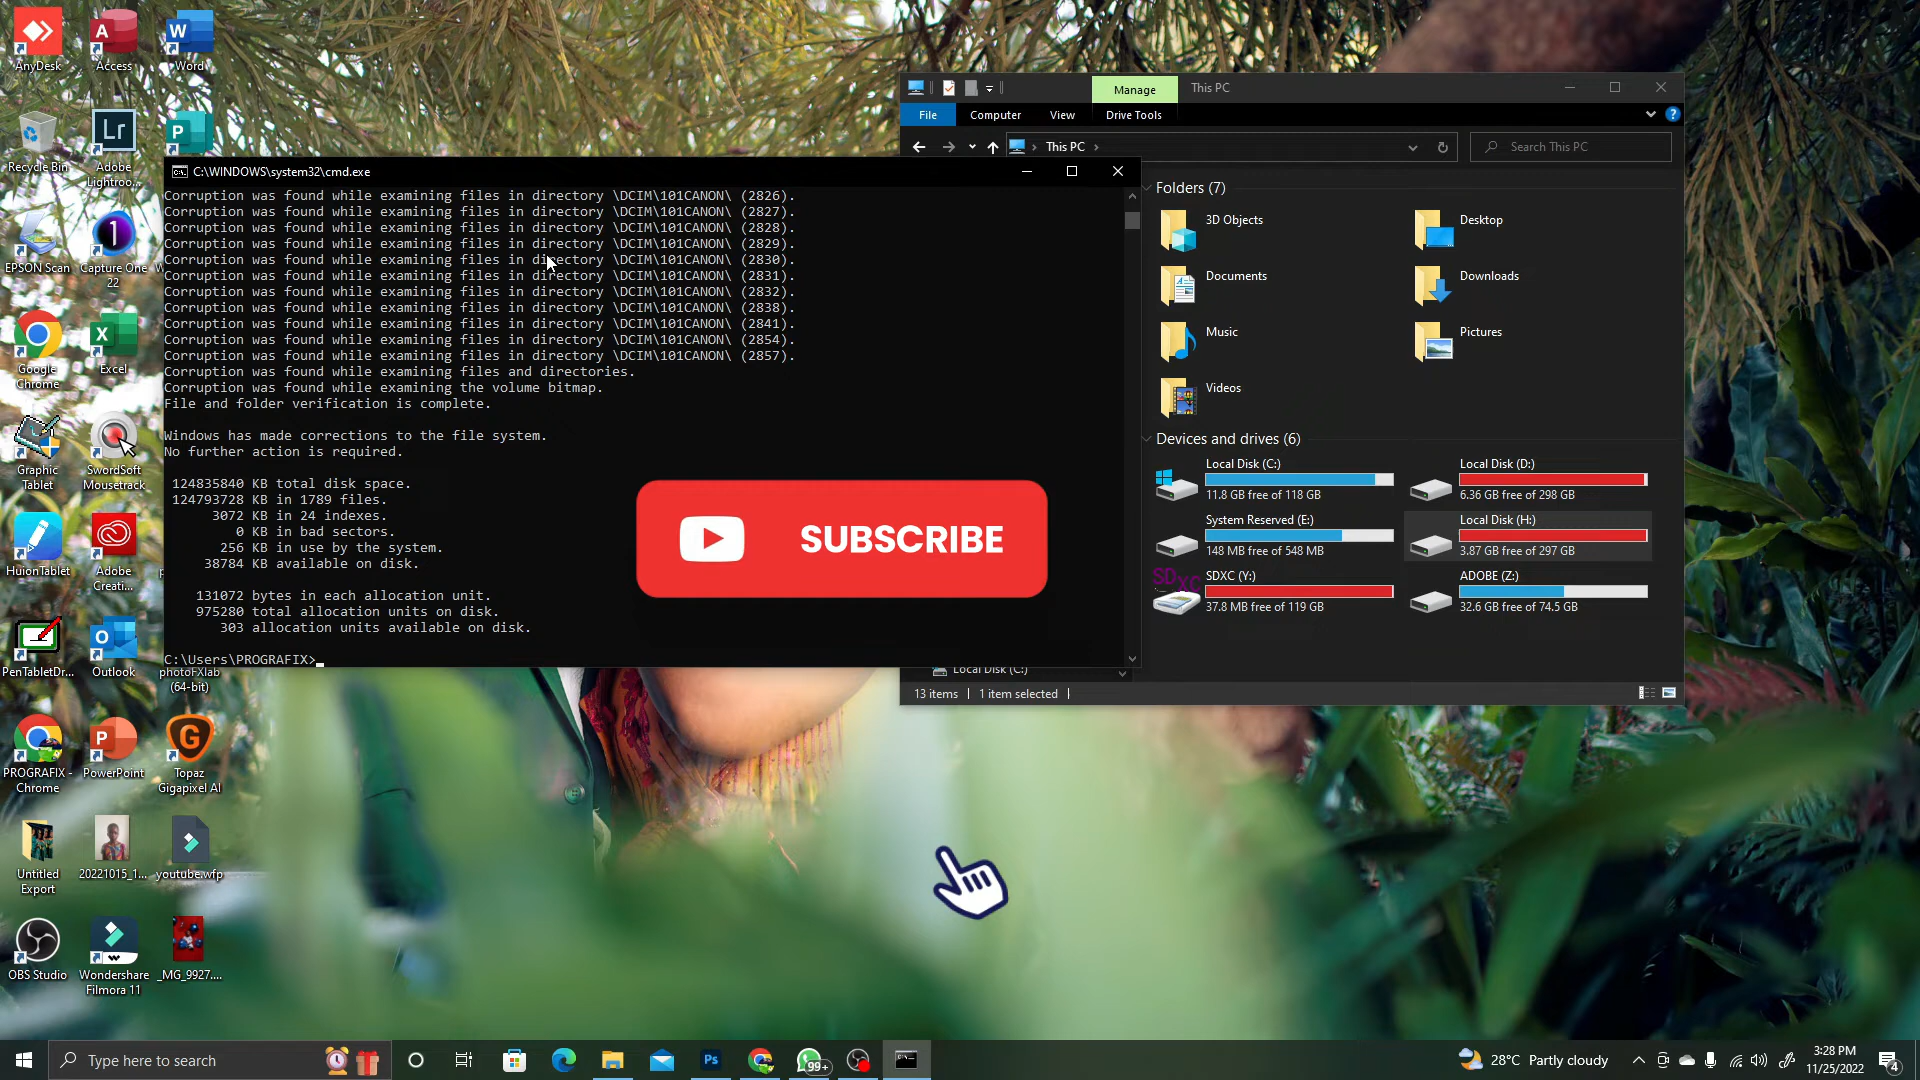 AnyDesk
Access
Word
Recycle Bin
Adobe
Lightroo...
EPSON Scan
Capture One
22
Google
Chrome
Excel
Graphic
Tablet
SwordSoft
Mousetrack
HuionTablet
Adobe
Creati...
PenTabletDr...
Outlook
photoFXlab
(64-bit)
PROGRAFIX -
Chrome
PowerPoint
Topaz
Gigapixel AI
Untitled
Export
20221015_1...
youtube.wfp
OBS Studio
Wondershare
Filmora 11
_MG_9927....
C:\WINDOWS\system32\cmd.exe
Corruption was found while examining files in directory \DCIM\101CANON\ (2826).
Corruption was found while examining files in directory \DCIM\101CANON\ (2827).
Corruption was found while examining files in directory \DCIM\101CANON\ (2828).
Corruption was found while examining files in directory \DCIM\101CANON\ (2829).
Corruption was found while examining files in directory \DCIM\101CANON\ (2830).
Corruption was found while examining files in directory \DCIM\101CANON\ (2831).
Corruption was found while examining files in directory \DCIM\101CANON\ (2832).
Corruption was found while examining files in directory \DCIM\101CANON\ (2838).
Corruption was found while examining files in directory \DCIM\101CANON\ (2841).
Corruption was found while examining files in directory \DCIM\101CANON\ (2854).
Corruption was found while examining files in directory \DCIM\101CANON\ (2857).
Corruption was found while examining files and directories.
Corruption was found while examining the volume bitmap.
File and folder verification is complete.
Windows has made corrections to the file system.
No further action is required.
124835840 KB total disk space.
124793728 KB in 1789 files.
3072 KB in 24 indexes.
0 KB in bad sectors.
256 KB in use by the system.
38784 KB available on disk.
131072 bytes in each allocation unit.
975280 total allocation units on disk.
303 allocation units available on disk.
C:\Users\PROGRAFIX>
SUBSCRIBE
Manage
This PC
File
Computer
View
Drive Tools
This PC
Search This PC
Folders (7)
3D Objects
Desktop
Documents
Downloads
Music
Pictures
Videos
Devices and drives (6)
Local Disk (C:)
11.8 GB free of 118 GB
Local Disk (D:)
6.36 GB free of 298 GB
System Reserved (E:)
148 MB free of 548 MB
Local Disk (H:)
3.87 GB free of 297 GB
SDXC
SDXC (Y:)
37.8 MB free of 119 GB
ADOBE (Z:)
32.6 GB free of 74.5 GB
Local Disk (C:)
13 items
1 item selected
Type here to search
Ps
99+
28°C Partly cloudy
3:28 PM
11/25/2022
4